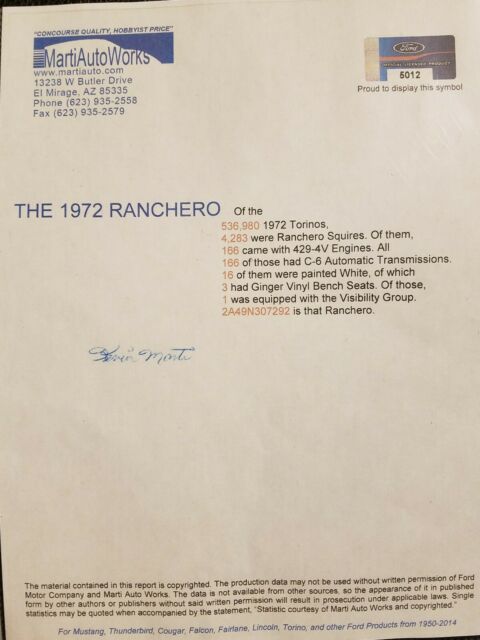 "CONCOURSE QUALITY, HOBBYIST PRICE"
MartiAutoWorks
www.martiauto.com
13238 W Butler Drive
El Mirage, AZ 85335
Phone (623) 935-2558
Fax (623) 935-2579
Ford
OFFICIAL LICENSED PRODUCT
5012
Proud to display this symbol
THE 1972 RANCHERO Of the
536,980 1972 Torinos,
4,283 were Ranchero Squires. Of them,
166 came with 429-4V Engines. All
166 of those had C-6 Automatic Transmissions.
16 of them were painted White, of which
3 had Ginger Vinyl Bench Seats. Of those,
1 was equipped with the Visibility Group.
2A49N307292 is that Ranchero.
Kevin Marti
The material contained in this report is copyrighted. The production data may not be used without written permission of Ford
Motor Company and Marti Auto Works. The data is not available from other sources, so the appearance of it in published
form by other authors or publishers without said written permission will result in prosecution under applicable laws. Single
statistics may be quoted when accompanied by the statement, "Statistic courtesy of Marti Auto Works and copyrighted."
For Mustang, Thunderbird, Cougar, Falcon, Fairlane, Lincoln, Torino, and other Ford Products from 1950-2014